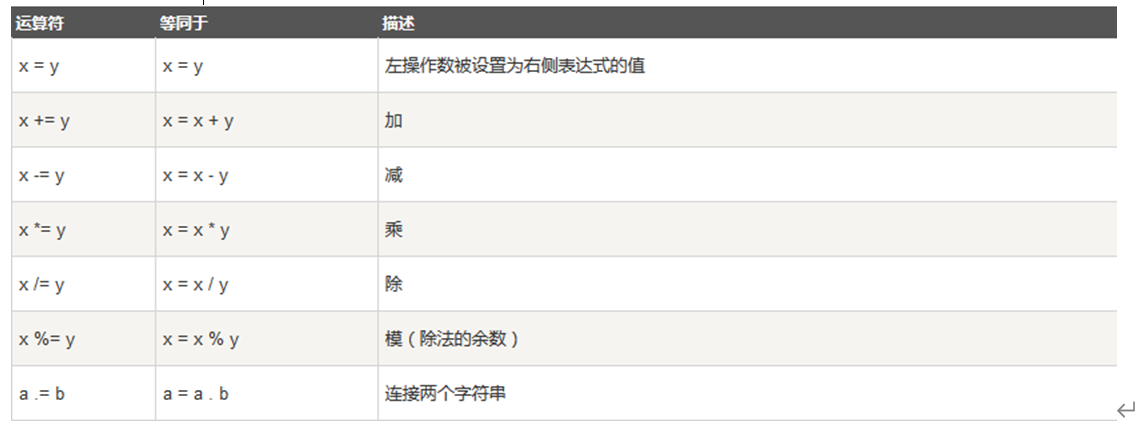 运算符 等同于 描述
x = y x = y 左操作数被设置为右侧表达式的值
x += y x = x + y 加
x -= y x = x - y 减
x *= y x = x * y 乘
x /= y x = x / y 除
x %= y x = x % y 模（除法的余数）
a .= b a = a . b 连接两个字符串